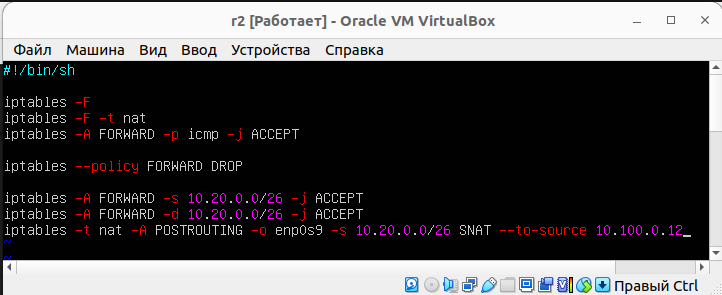 r2 [Работает] - Oracle VM VirtualBox
Файл Машина Вид Ввод Устройства Справка
#!/bin/sh
iptables -F
iptables -F -t nat
iptables -A FORWARD -p icmp -j ACCEPT
iptables --policy FORWARD DROP
iptables -A FORWARD -s 10.20.0.0/26 -j ACCEPT
iptables -A FORWARD -d 10.20.0.0/26 -j ACCEPT
iptables -t nat -A POSTROUTING -o enp0s9 -s 10.20.0.0/26 SNAT --to-source 10.100.0.12_
~
~
Правый Ctrl